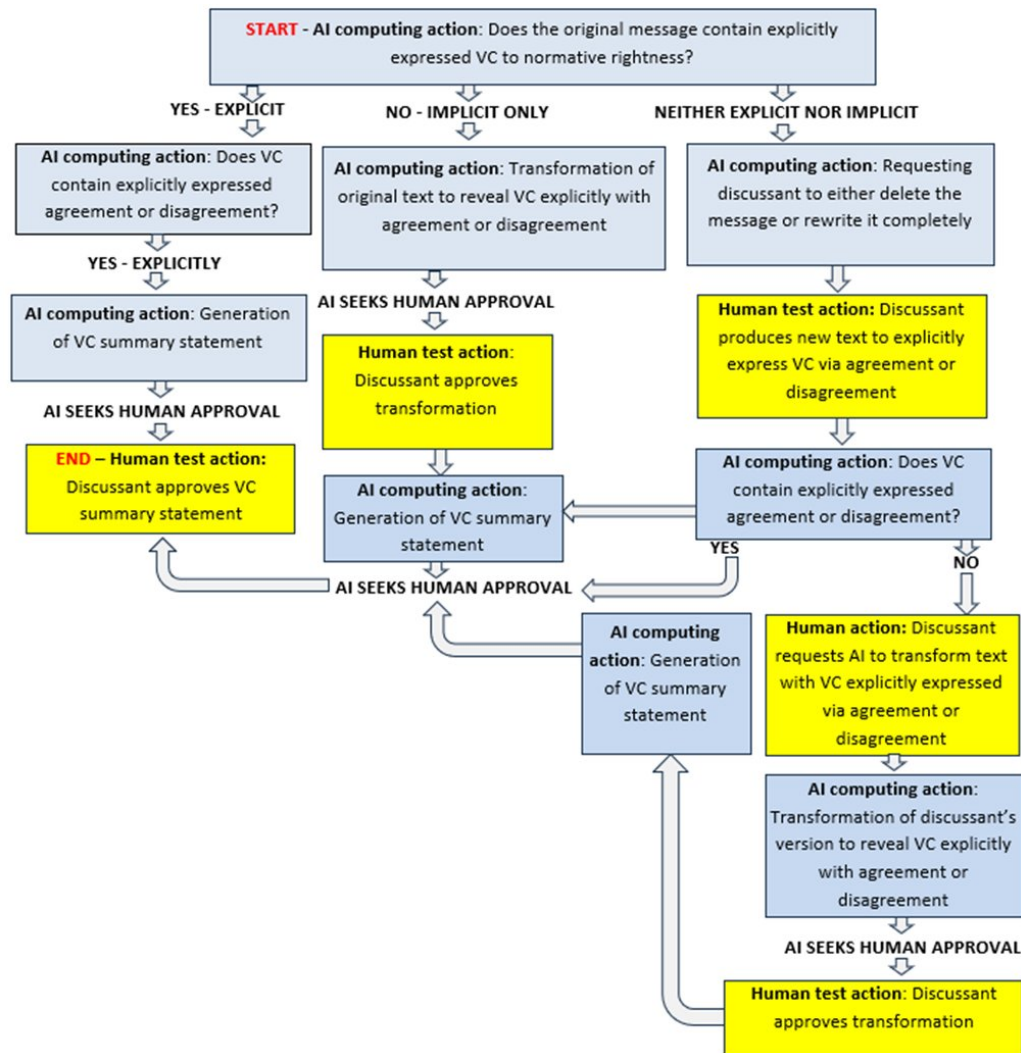 START - AI computing action: Does the original message contain explicitly
expressed VC to normative rightness?
YES - EXPLICIT
NO - IMPLICIT ONLY
NEITHER EXPLICIT NOR IMPLICIT
AI computing action: Does VC
contain explicitly expressed
agreement or disagreement?
AI computing action: Transformation of
original text to reveal VC explicitly with
agreement or disagreement
AI computing action: Requesting
discussant to either delete the
message or rewrite it completely
YES - EXPLICITLY
AI computing action: Generation
of VC summary statement
AI SEEKS HUMAN APPROVAL
END – Human test action:
Discussant approves VC
summary statement
AI SEEKS HUMAN APPROVAL
Human test action:
Discussant approves
transformation
AI computing action:
Generation of VC summary
statement
AI SEEKS HUMAN APPROVAL
Human test action: Discussant
produces new text to explicitly
express VC via agreement or
disagreement
AI computing action: Does VC
contain explicitly expressed
agreement or disagreement?
YES
NO
AI computing
action: Generation
of VC summary
statement
Human action: Discussant
requests AI to transform text
with VC explicitly expressed
via agreement or
disagreement
AI computing action:
Transformation of discussant's
version to reveal VC explicitly
with agreement or
disagreement
AI SEEKS HUMAN APPROVAL
Human test action: Discussant
approves transformation